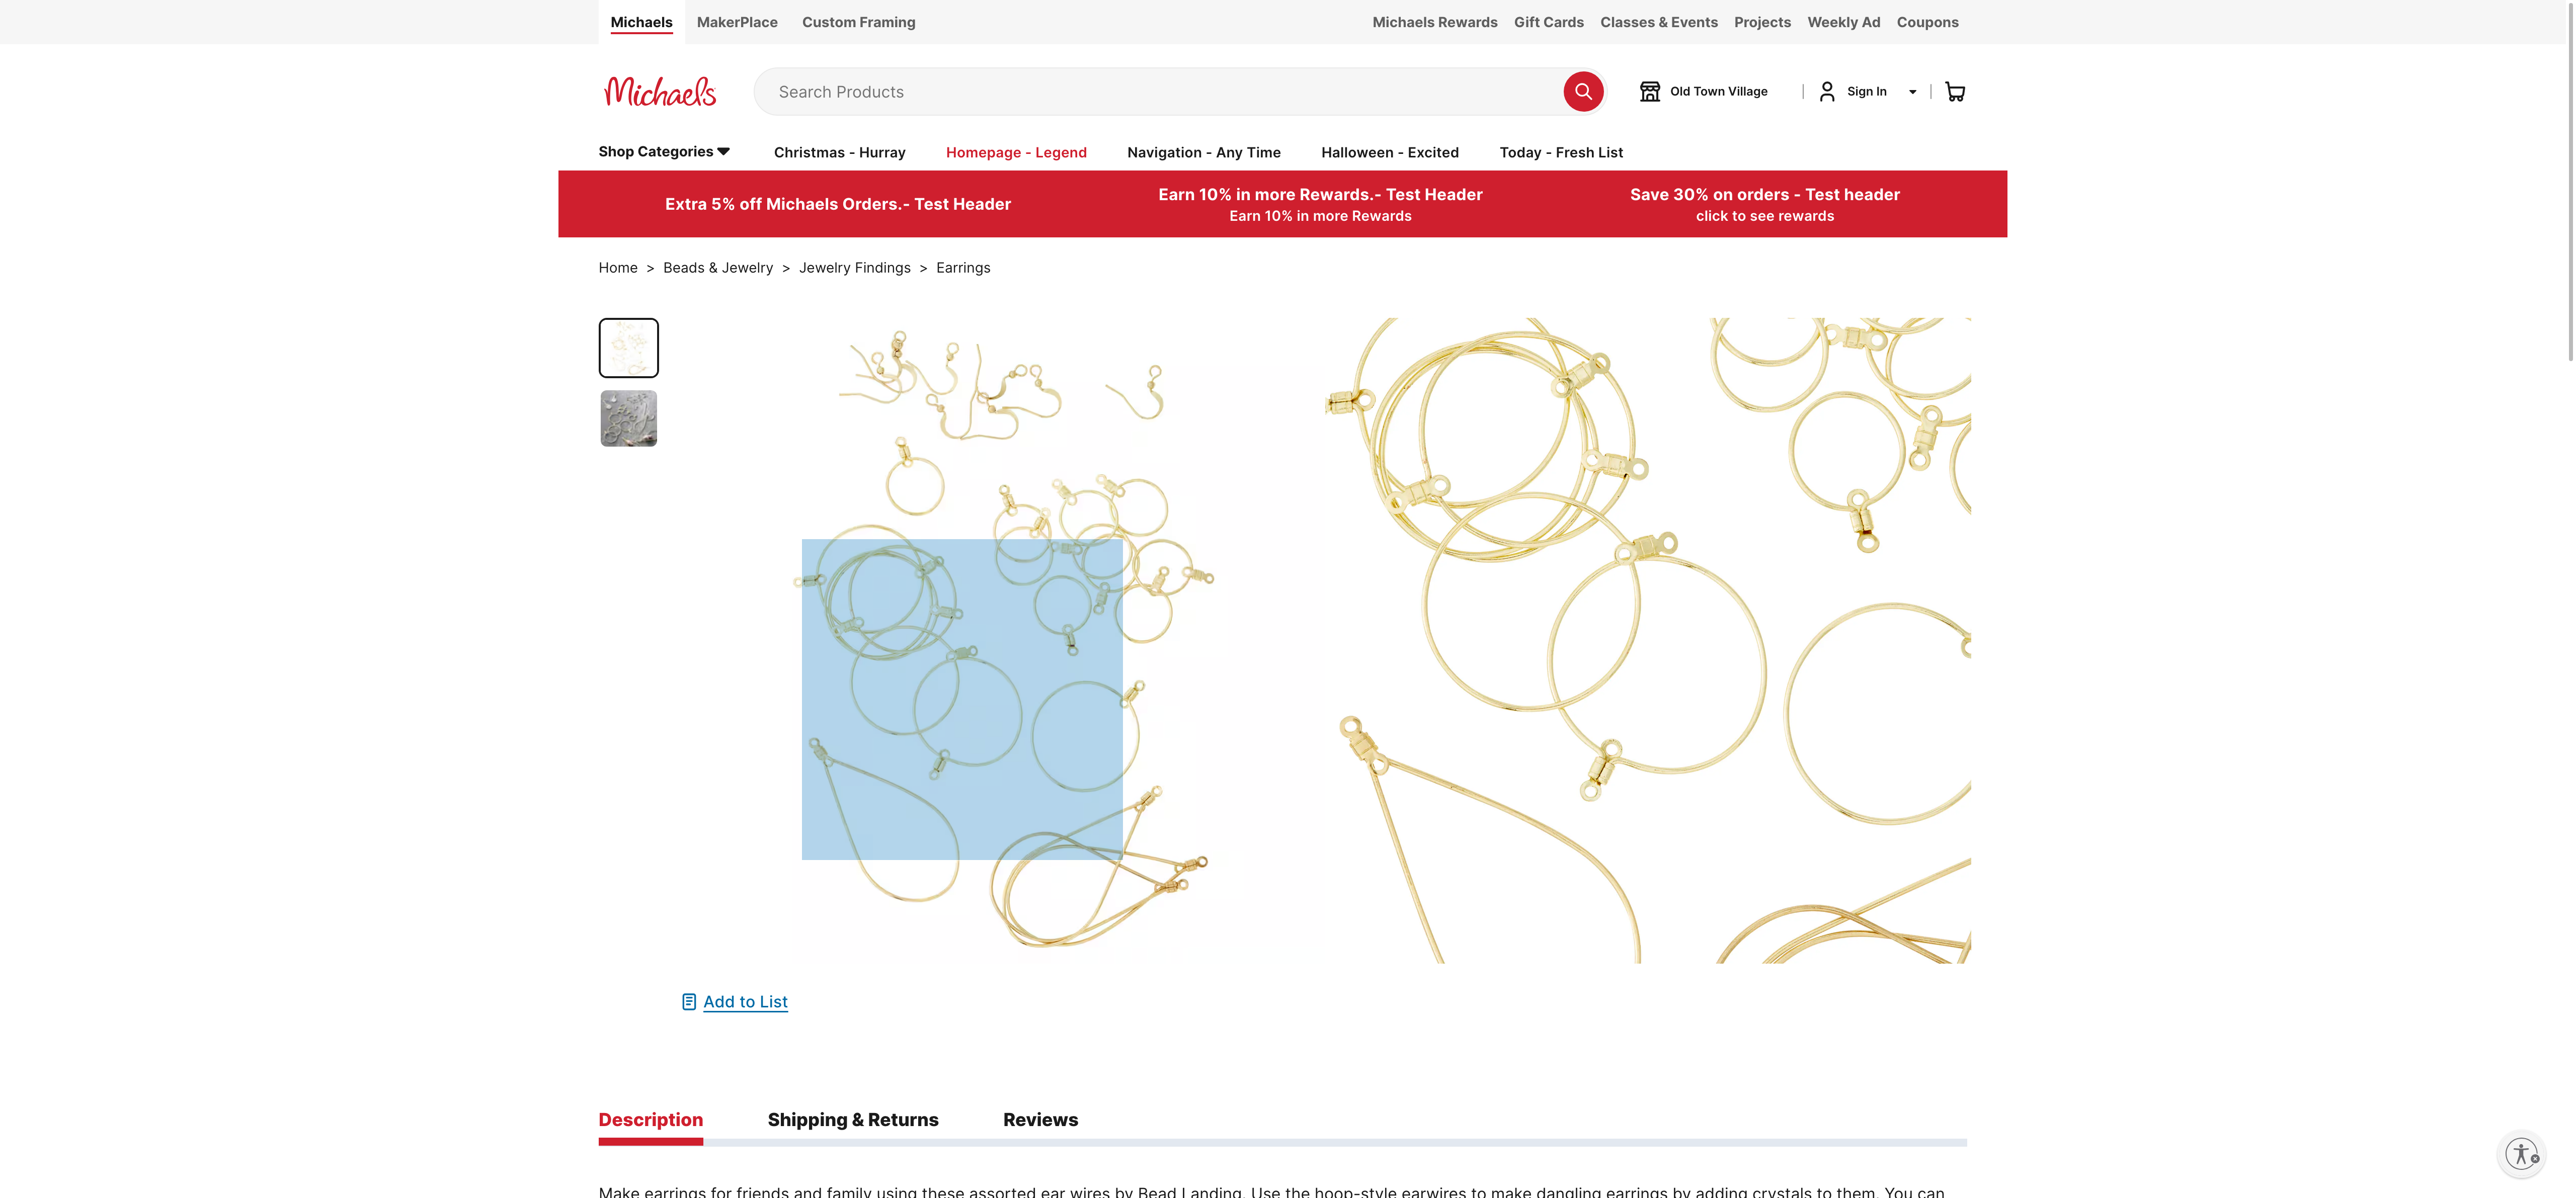 Michaels MakerPlace Custom Framing Michaels Rewards Gift Cards Classes & Events Projects Weekly Ad Coupons
Michaels Search Products Old Town Village | Sign In |
Shop Categories Christmas - Hurray Homepage - Legend Navigation - Any Time Halloween - Excited Today - Fresh List
Extra 5% off Michaels Orders.- Test Header
Earn 10% in more Rewards.- Test Header
Earn 10% in more Rewards
Save 30% on orders - Test header
click to see rewards
Home > Beads & Jewelry > Jewelry Findings > Earrings
Add to List
Description Shipping & Returns Reviews
Make earrings for friends and family using these assorted ear wires by Bead Landing. Use the hoop-style earwires to make dangling earrings by adding crystals to them. You can